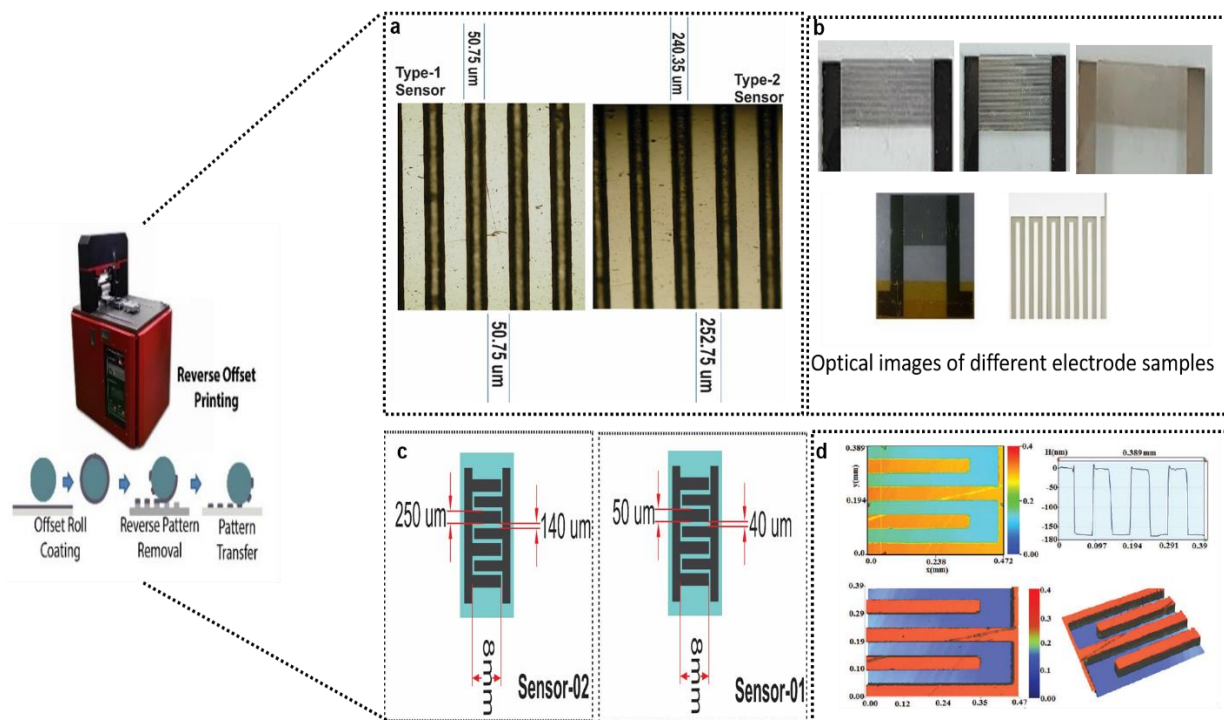 Reverse Offset
Printing
Offset Roll
Coating
Reverse Pattern
Removal
Pattern
Transfer
a
50.75 um
240.35 um
Type-1
Sensor
Type-2
Sensor
50.75 um
252.75 um
b
Optical images of different electrode samples
c
250 um
140 um
8mm
Sensor-02
50 um
40 um
8mm
Sensor-01
d
0.389
0.194
0.0
y(mm)
0.0
0.238
0.472
x(mm)
0.4
0.2
0.00
H(nm)
0.389 mm
0
-50
-100
-180
0.0
0.097
0.194
0.291
0.39
0.39
0.29
0.19
0.10
0.00
0.00
0.12
0.35
0.47
0.4
0.3
0.2
0.1
0.00